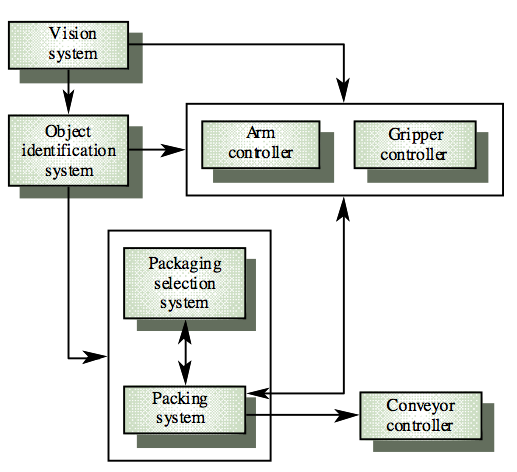 Vision
system
Object
identification
system
Arm
controller
Gripper
controller
Packaging
selection
system
Packing
system
Conveyor
controller